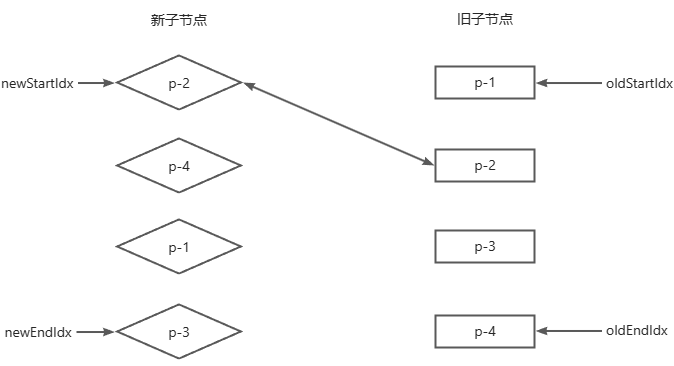 新子节点
旧子节点
newStartIdx
p-2
p-1
oldStartIdx
p-4
p-2
p-1
p-3
newEndIdx
p-3
p-4
oldEndIdx